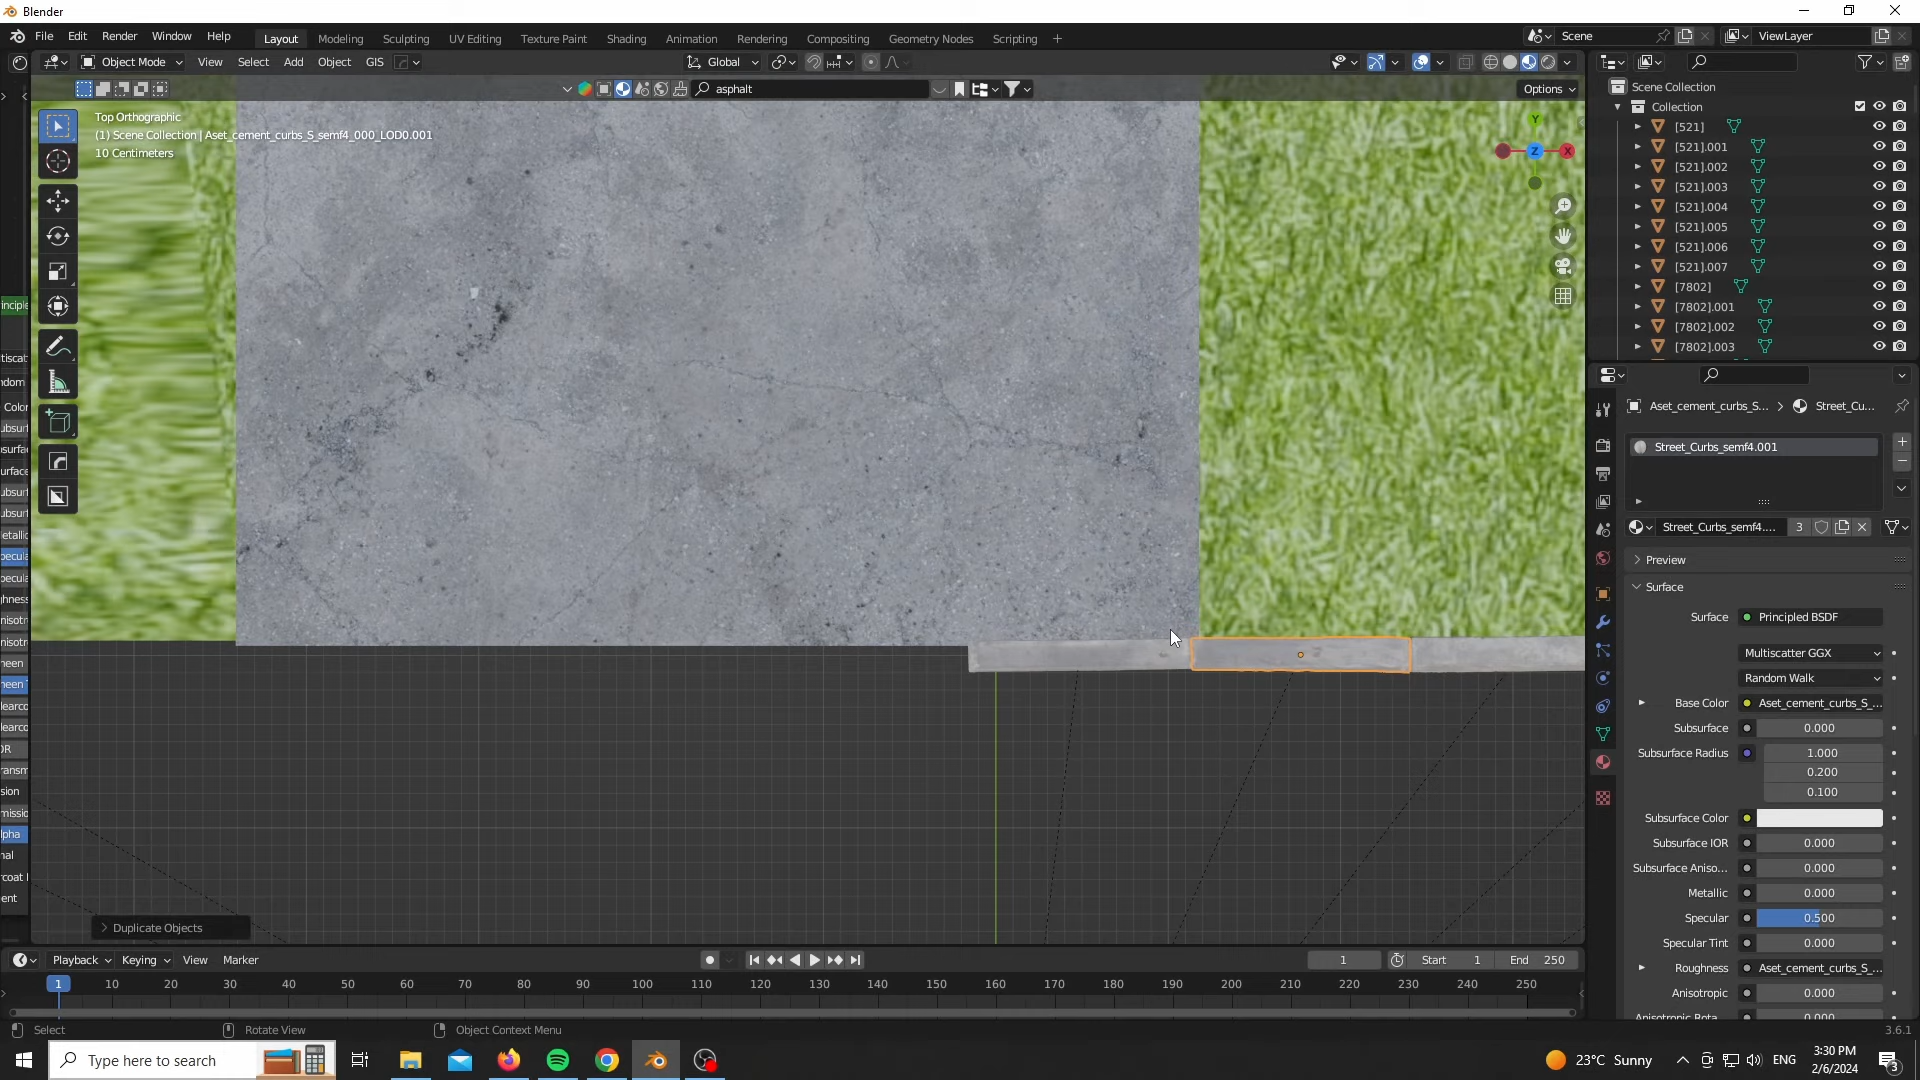 Blender
File Edit Render Window Help
Layout Modeling Sculpting UV Editing Texture Paint Shading Animation Rendering Compositing Geometry Nodes Scripting +
Scene ViewLayer
Object Mode View Select Add Object GIS Global
asphalt
Options
Top Orthographic
(1) Scene Collection | Aset_cement_curbs_S_semf4_000_LOD0.001
10 Centimeters
Y
Z X
Scene Collection
Collection
[521]
[521].001
[521].002
[521].003
[521].004
[521].005
[521].006
[521].007
[7802]
[7802].001
[7802].002
[7802].003
Aset_cement_curbs_S... > Street_Cu...
Street_Curbs_semf4.001
Street_Curbs_semf4.... 3
Preview
Surface
Surface Principled BSDF
Multiscatter GGX
Random Walk
Base Color Aset_cement_curbs_S_...
Subsurface 0.000
Subsurface Radius 1.000
0.200
0.100
Subsurface Color
Subsurface IOR 0.000
Subsurface Aniso... 0.000
Metallic 0.000
Specular 0.500
Specular Tint 0.000
Roughness Aset_cement_curbs_S_...
Anisotropic 0.000
Anisotropic Rota... 0.000
Duplicate Objects
Playback Keying View Marker
1 Start 1 End 250
1 10 20 30 40 50 60 70 80 90 100 110 120 130 140 150 160 170 180 190 200 210 220 230 240 250
Select Rotate View Object Context Menu
3.6.1
Type here to search
23°C Sunny
ENG
3:30 PM
2/6/2024
3